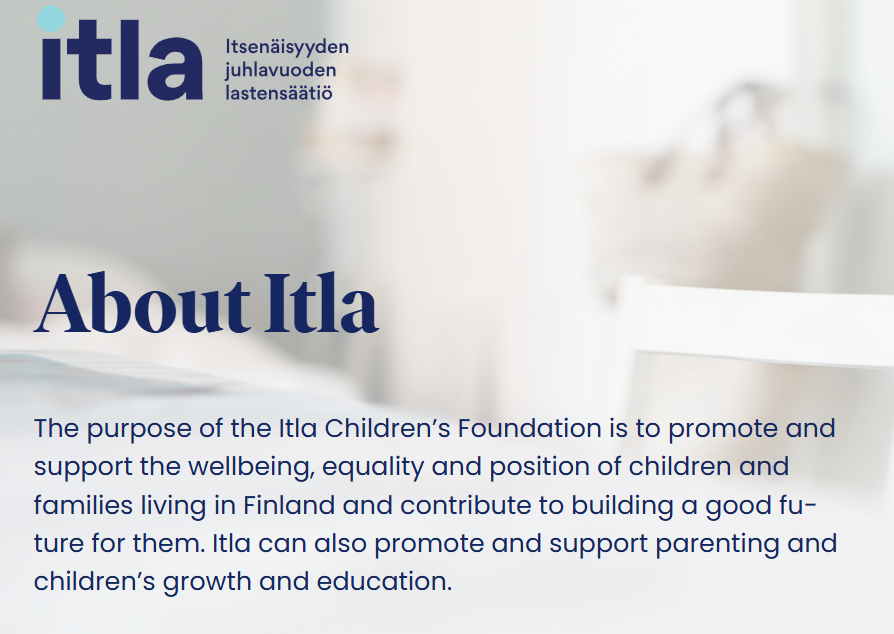 itla
Itsenäisyyden
juhlavuoden
lastensäätiö
About Itla
The purpose of the Itla Children’s Foundation is to promote and
support the wellbeing, equality and position of children and
families living in Finland and contribute to building a good fu-
ture for them. Itla can also promote and support parenting and
children’s growth and education.